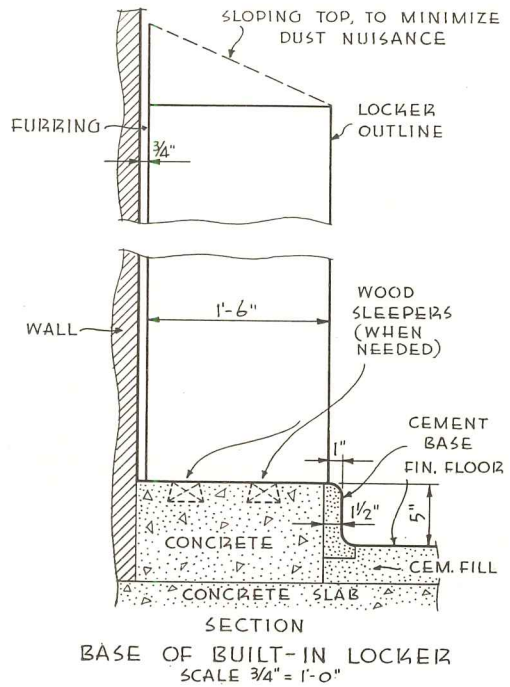 SLOPING TOP, TO MINIMIZE
DUST NUISANCE
FURRING
LOCKER
OUTLINE
3/4"
1'-6"
WOOD
SLEEPERS
(WHEN
NEEDED)
WALL
1"
CEMENT
BASE
FIN. FLOOR
1 1/2"
5"
CONCRETE
CEM. FILL
CONCRETE SLAB
SECTION
BASE OF BUILT-IN LOCKER
SCALE 3/4" = 1'-0"